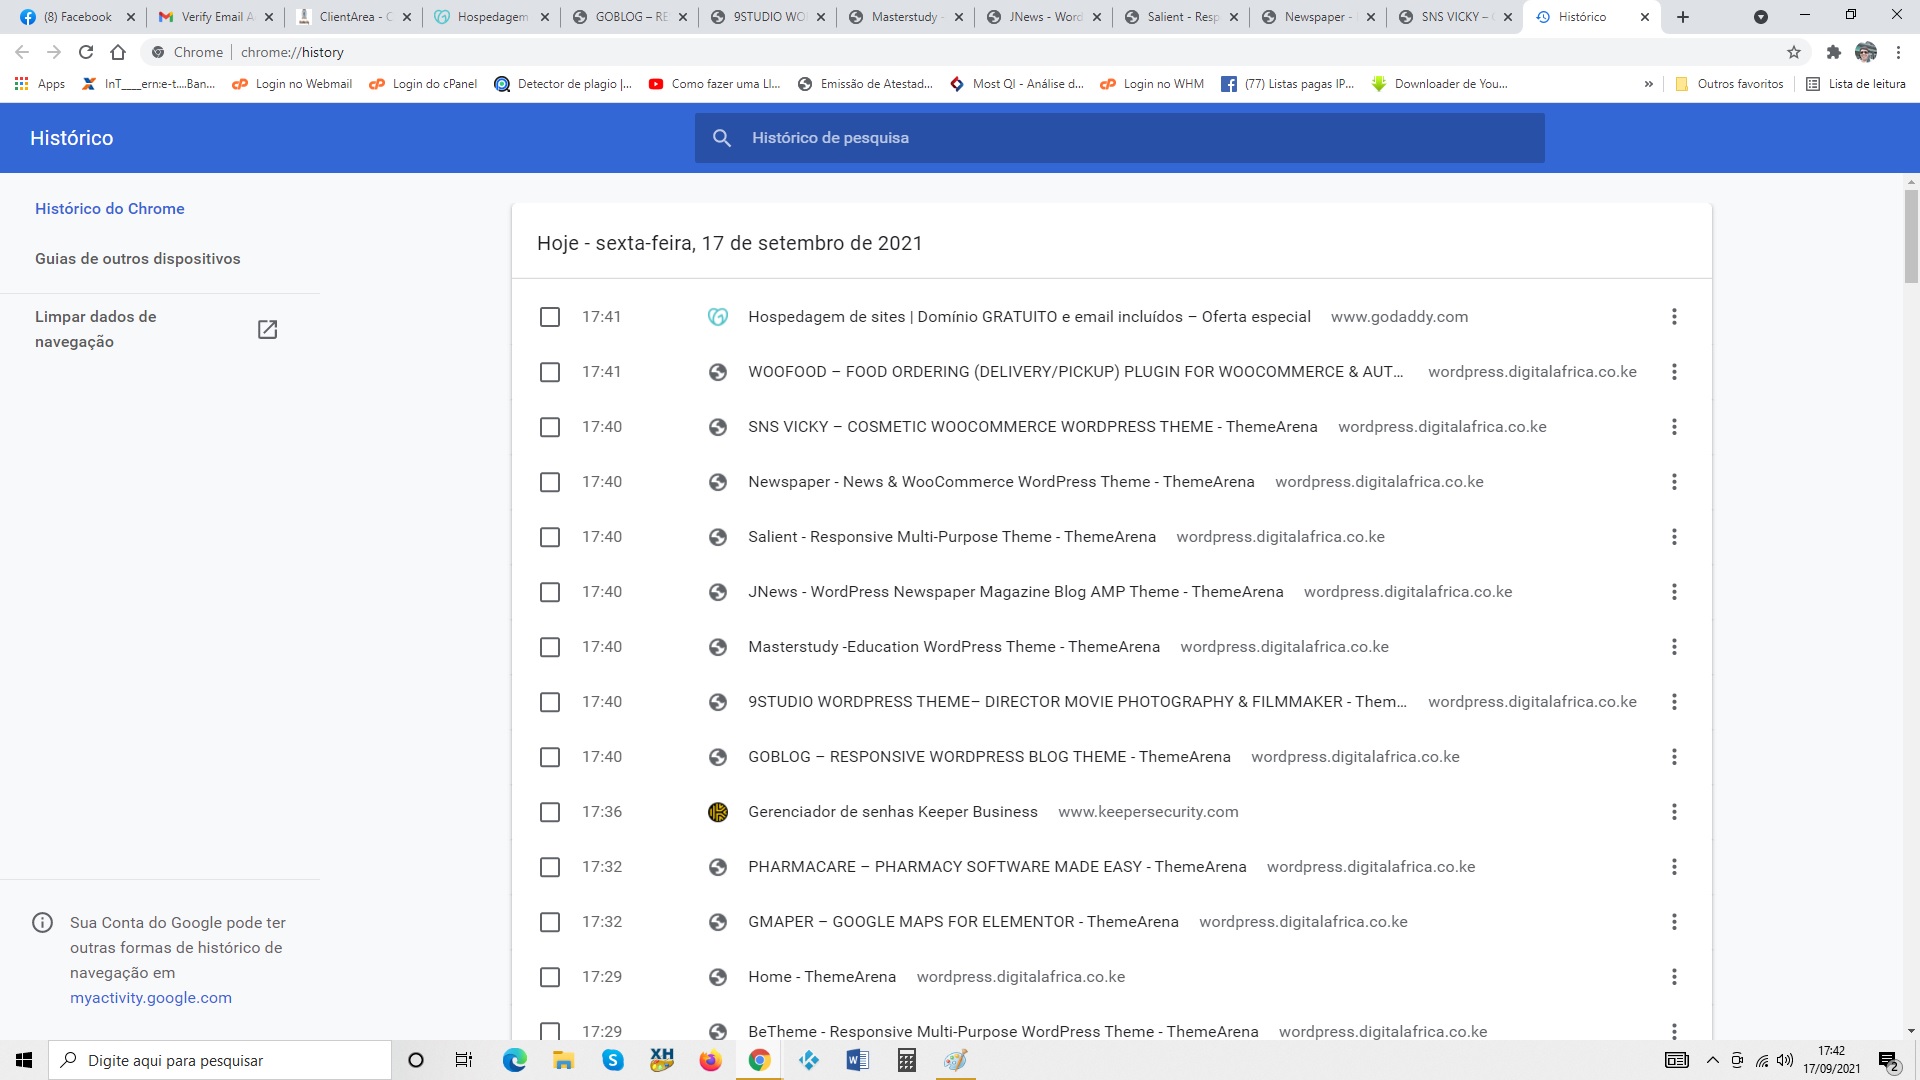 (8) Facebook
Verify Email A
ClientArea - C
Hospedagem
GOBLOG – RE
9STUDIO WO
Masterstudy -
JNews - Word
Salient - Resp
Newspaper -
SNS VICKY –
Histórico
Chrome
chrome://history
Apps
InT____ern:e-t....Ban...
Login no Webmail
Login do cPanel
Detector de plagio |...
Como fazer uma LI...
Emissão de Atestad...
Most QI - Análise d...
Login no WHM
(77) Listas pagas IP...
Downloader de You...
»
Outros favoritos
Lista de leitura
Histórico
Histórico de pesquisa
Histórico do Chrome
Guias de outros dispositivos
Limpar dados de
navegação
Hoje - sexta-feira, 17 de setembro de 2021
17:41 Hospedagem de sites | Domínio GRATUITO e email incluídos – Oferta especial www.godaddy.com
17:41 WOOFOOD – FOOD ORDERING (DELIVERY/PICKUP) PLUGIN FOR WOOCOMMERCE & AUT... wordpress.digitalafrica.co.ke
17:40 SNS VICKY – COSMETIC WOOCOMMERCE WORDPRESS THEME - ThemeArena wordpress.digitalafrica.co.ke
17:40 Newspaper - News & WooCommerce WordPress Theme - ThemeArena wordpress.digitalafrica.co.ke
17:40 Salient - Responsive Multi-Purpose Theme - ThemeArena wordpress.digitalafrica.co.ke
17:40 JNews - WordPress Newspaper Magazine Blog AMP Theme - ThemeArena wordpress.digitalafrica.co.ke
17:40 Masterstudy -Education WordPress Theme - ThemeArena wordpress.digitalafrica.co.ke
17:40 9STUDIO WORDPRESS THEME– DIRECTOR MOVIE PHOTOGRAPHY & FILMMAKER - Them... wordpress.digitalafrica.co.ke
17:40 GOBLOG – RESPONSIVE WORDPRESS BLOG THEME - ThemeArena wordpress.digitalafrica.co.ke
17:36 Gerenciador de senhas Keeper Business www.keepersecurity.com
17:32 PHARMACARE – PHARMACY SOFTWARE MADE EASY - ThemeArena wordpress.digitalafrica.co.ke
17:32 GMAPER – GOOGLE MAPS FOR ELEMENTOR - ThemeArena wordpress.digitalafrica.co.ke
17:29 Home - ThemeArena wordpress.digitalafrica.co.ke
17:29 BeTheme - Responsive Multi-Purpose WordPress Theme - ThemeArena wordpress.digitalafrica.co.ke
Sua Conta do Google pode ter
outras formas de histórico de
navegação em
myactivity.google.com
Digite aqui para pesquisar
XH
17:42
17/09/2021
2